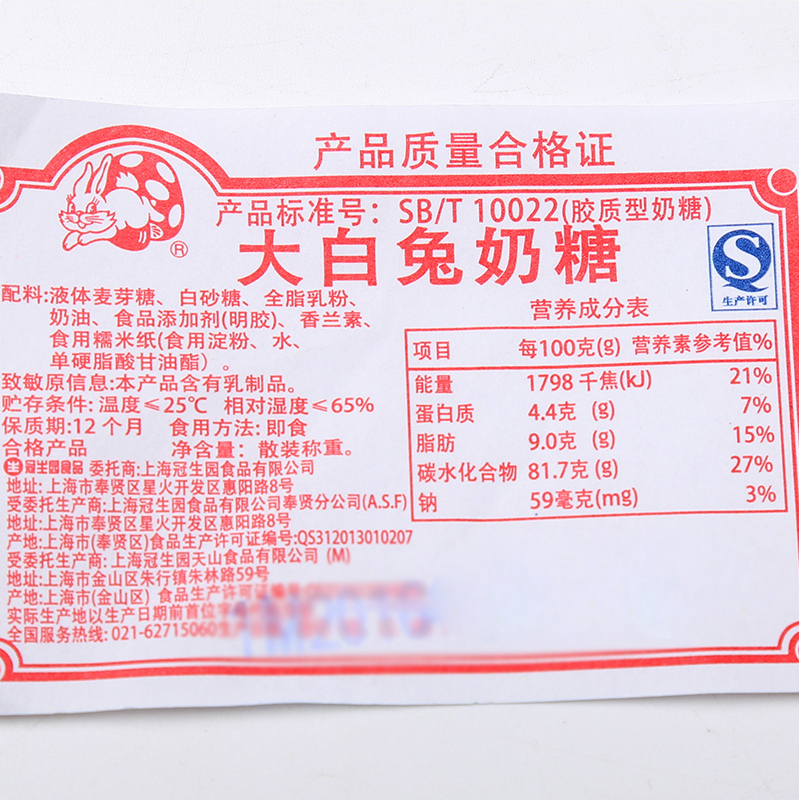 产品质量合格证
产品标准号：SB/T 10022(胶质型奶糖)
大白兔奶糖
®
生产许可
配料:液体麦芽糖、白砂糖、全脂乳粉、
奶油、食品添加剂(明胶)、香兰素、
食用糯米纸(食用淀粉、水、
单硬脂酸甘油酯）。
致敏原信息:本产品含有乳制品。
贮存条件: 温度≤25℃ 相对湿度≤65%
保质期:12个月 食用方法: 即食
合格产品 净含量：散装称重。
冠生园食品 委托商:上海冠生园食品有限公司
地址: 上海市奉贤区星火开发区惠阳路8号
受委托生产商:上海冠生园食品有限公司奉贤分公司(A.S.F)
地址:上海市奉贤区星火开发区惠阳路8号
产地:上海市(奉贤区)食品生产许可证编号:QS312013010207
受委托生产商: 上海冠生园天山食品有限公司 (M)
地址:上海市金山区朱行镇朱林路59号
产地:上海市(金山区) 食品生产许可证编号
实际生产地以生产日期前首位字
全国服务热线: 021-62715060
营养成分表
项目 每100克(g) 营养素参考值%
能量 1798 千焦(kJ) 21%
蛋白质 4.4克 (g) 7%
脂肪 9.0克 (g) 15%
碳水化合物 81.7克 (g) 27%
钠 59毫克(mg) 3%